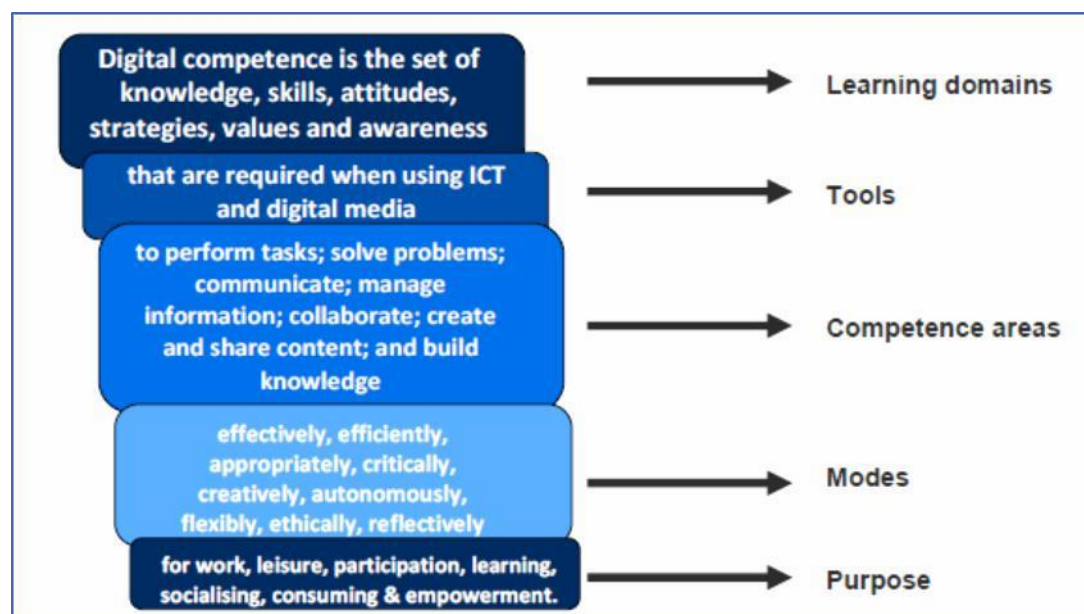 Digital competence is the set of
knowledge, skills, attitudes,
strategies, values and awareness
Learning domains
that are required when using ICT
and digital media
Tools
to perform tasks; solve problems;
communicate; manage
information; collaborate; create
and share content; and build
knowledge
Competence areas
effectively, efficiently,
appropriately, critically,
creatively, autonomously,
flexibly, ethically, reflectively
Modes
for work, leisure, participation, learning,
socialising, consuming & empowerment.
Purpose